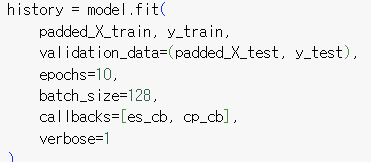 history = model.fit(
    padded_X_train, y_train,
    validation_data=(padded_X_test, y_test),
    epochs=10,
    batch_size=128,
    callbacks=[es_cb, cp_cb],
    verbose=1
)